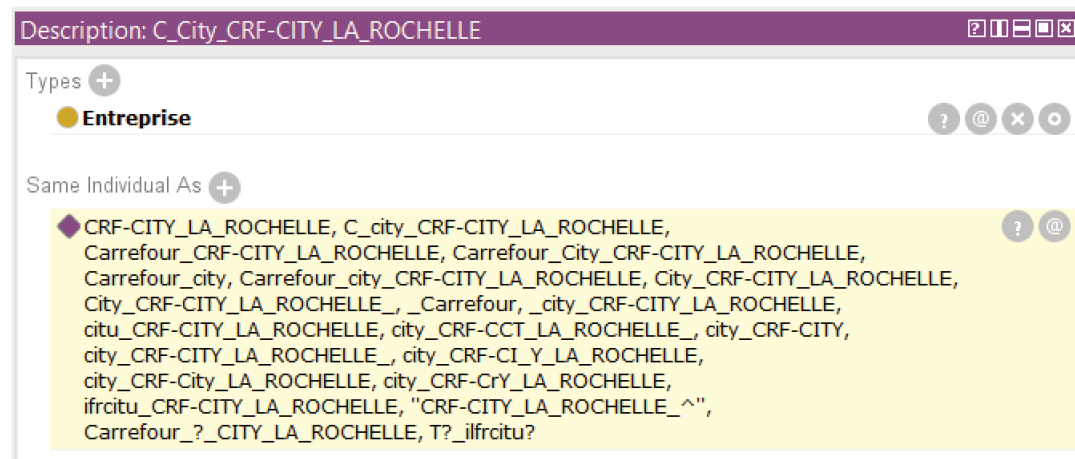 Description: C_City_CRF-CITY_LA_ROCHELLE
Types
Entreprise
Same Individual As
CRF-CITY_LA_ROCHELLE, C_city_CRF-CITY_LA_ROCHELLE,
Carrefour_CRF-CITY_LA_ROCHELLE, Carrefour_City_CRF-CITY_LA_ROCHELLE,
Carrefour_city, Carrefour_city_CRF-CITY_LA_ROCHELLE, City_CRF-CITY_LA_ROCHELLE,
City_CRF-CITY_LA_ROCHELLE_, _Carrefour, _city_CRF-CITY_LA_ROCHELLE,
citu_CRF-CITY_LA_ROCHELLE, city_CRF-CCT_LA_ROCHELLE_, city_CRF-CITY,
city_CRF-CITY_LA_ROCHELLE_, city_CRF-CI_Y_LA_ROCHELLE,
city_CRF-City_LA_ROCHELLE, city_CRF-CrY_LA_ROCHELLE,
ifrcitu_CRF-CITY_LA_ROCHELLE, "CRF-CITY_LA_ROCHELLE_^",
Carrefour_?_CITY_LA_ROCHELLE, T?_ilfrcitu?